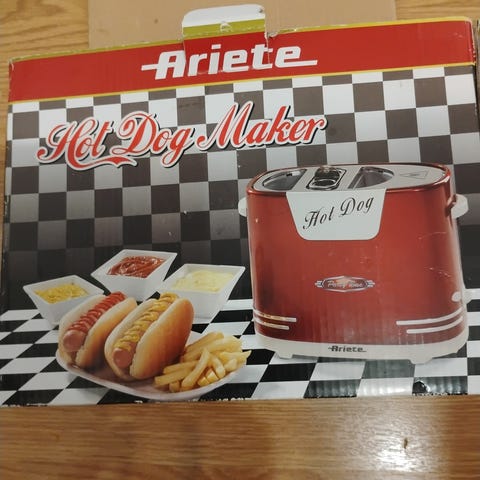 Ariete
Hot Dog Maker
Hot Dog
Party Time
Ariete